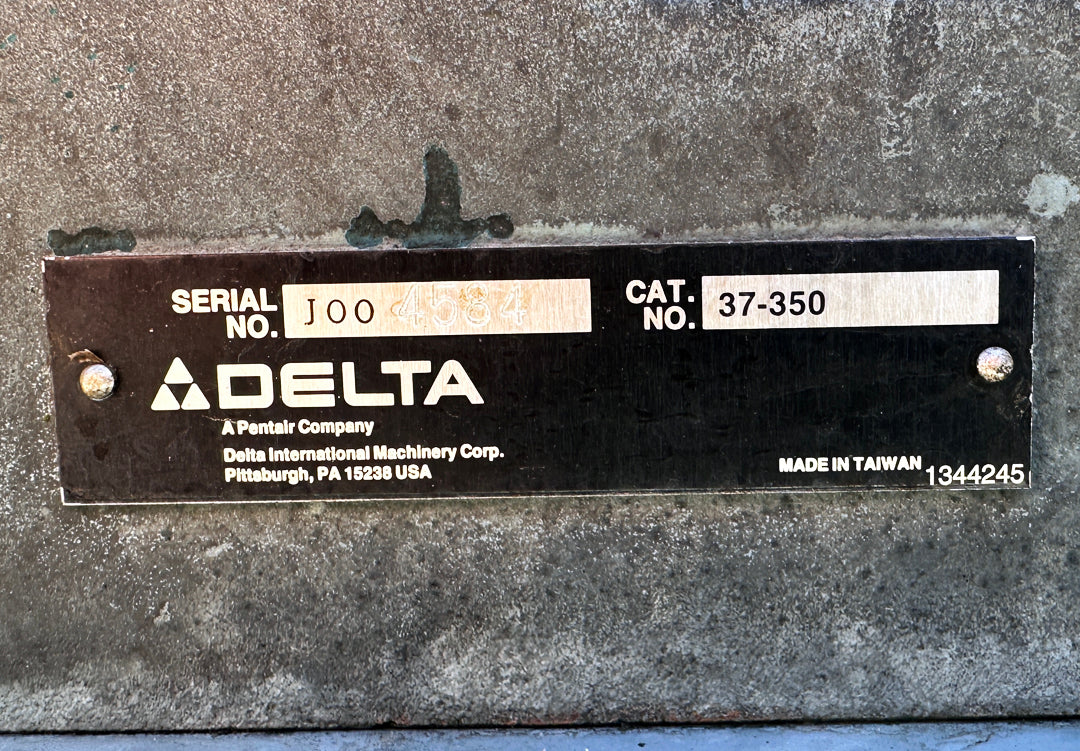 SERIAL NO. J00 4584
CAT. NO. 37-350
DELTA
A Pentair Company
Delta International Machinery Corp.
Pittsburgh, PA 15238 USA
MADE IN TAIWAN 1344245